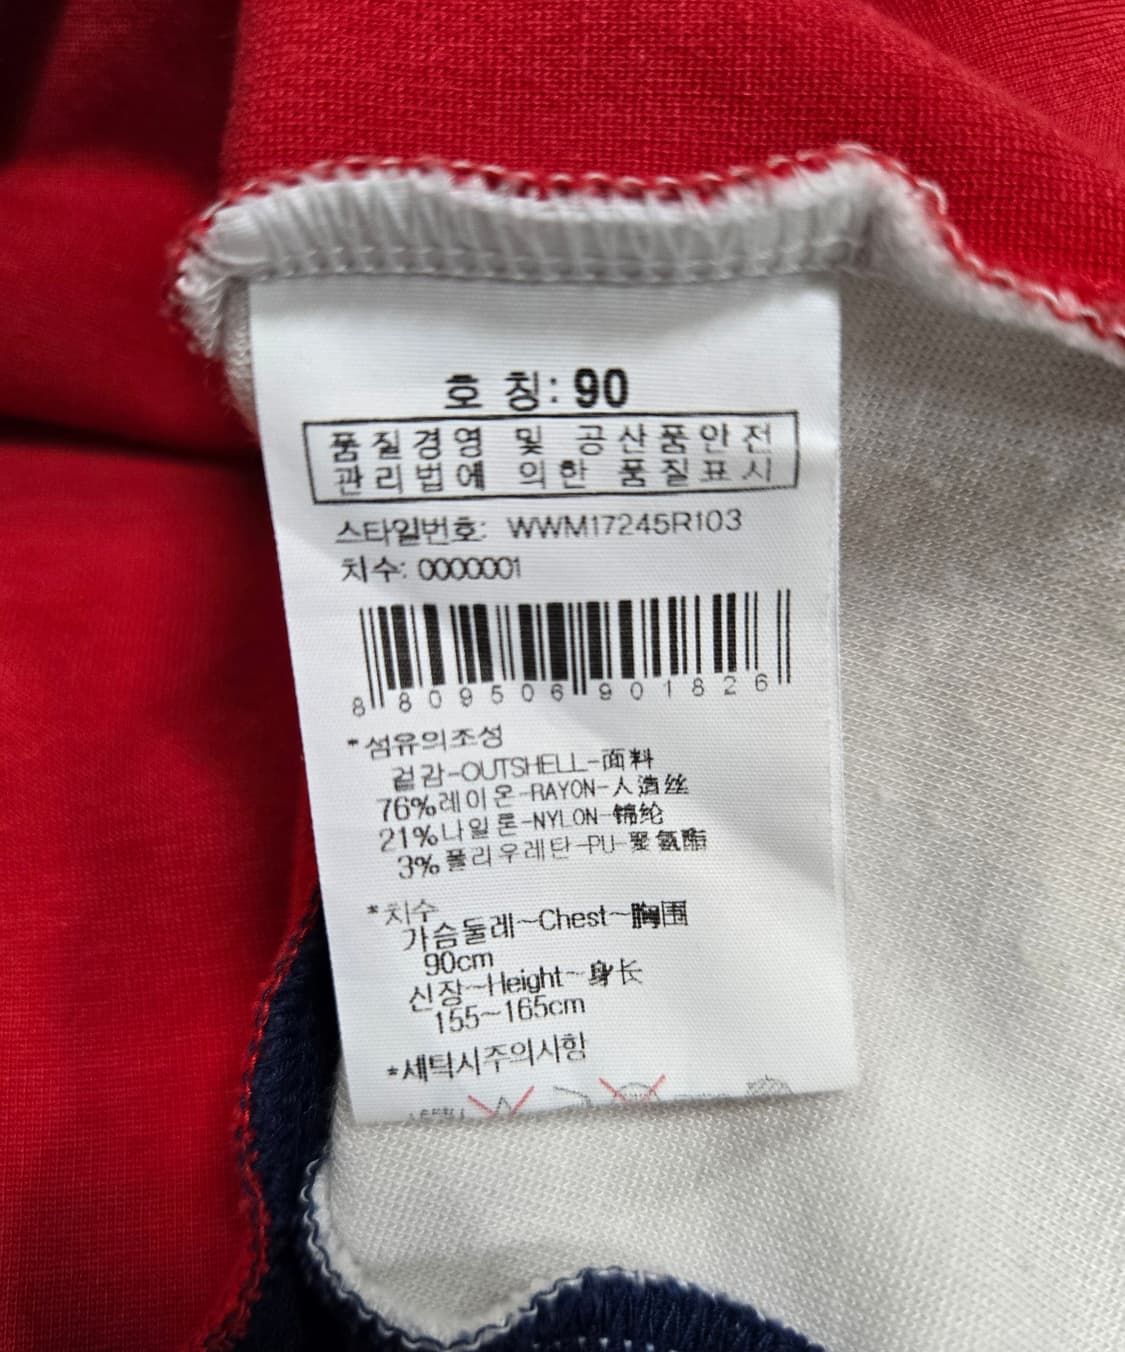 호 칭: 90
품질경영 및 공산품안전
관리법에 의한 품질표시
스타일번호: WWM17245R103
치수: 0000001
8 809506 901826
*섬유의조성
겉감-OUTSHELL-面料
76%레이온-RAYON-人造丝
21%나일론-NYLON-锦纶
3%폴리우레탄-PU-聚氨酯
*치수
가슴둘레~Chest~胸围
90cm
신장~Height~身长
155~165cm
*세탁시주의사항